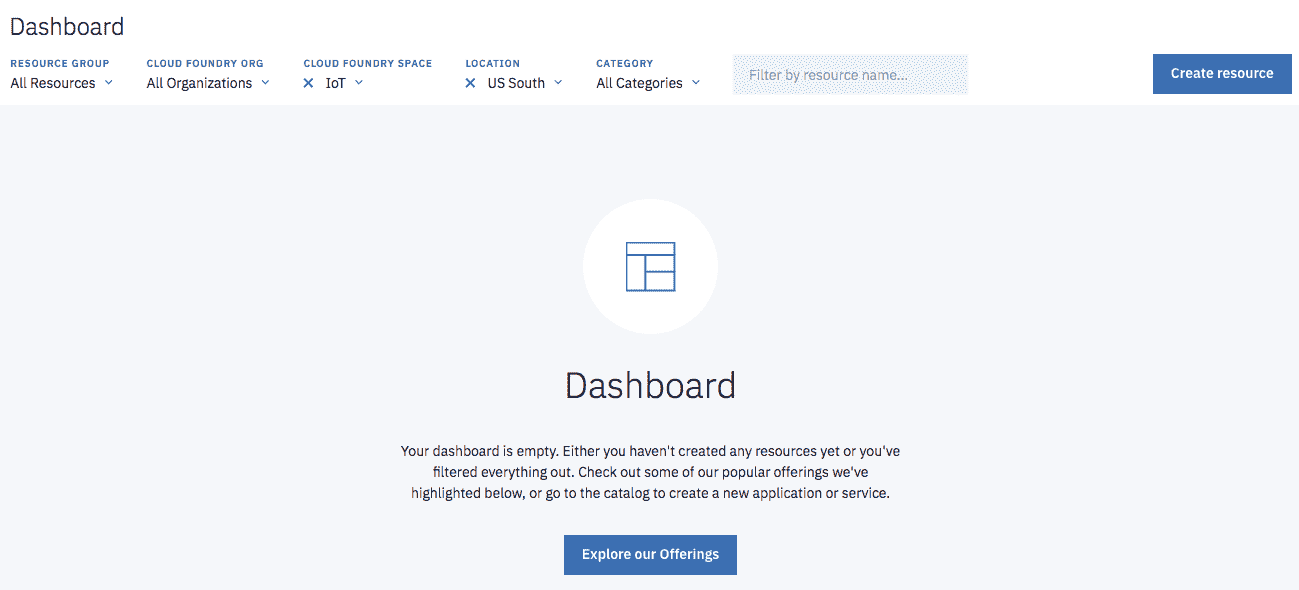 Dashboard
RESOURCE GROUP CLOUD FOUNDRY ORG CLOUD FOUNDRY SPACE LOCATION CATEGORY
All Resources All Organizations IoT US South All Categories
Filter by resource name...
Create resource
Dashboard
Your dashboard is empty. Either you haven't created any resources yet or you've
filtered everything out. Check out some of our popular offerings we've
highlighted below, or go to the catalog to create a new application or service.
Explore our Offerings